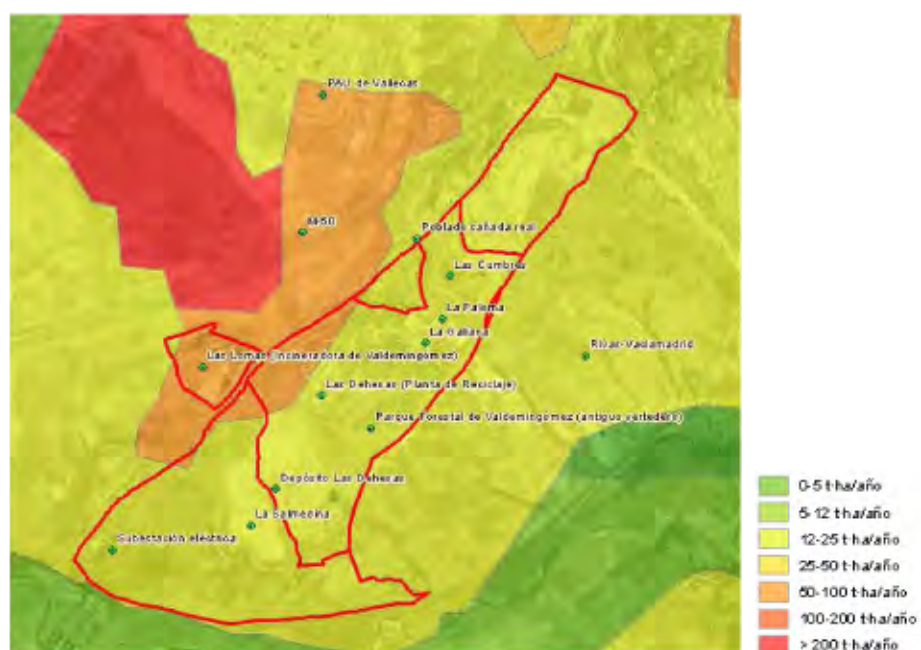 PAU de Vallecas
M-50
Poblado cañada real
Las Cumbres
La Paloma
La Gallega
Rivas-Vaciamadrid
Las Lomas (Incineradora de Valdemingómez)
Las Dehesas (Planta de Reciclaje)
Parque Forestal de Valdemingómez (antiguo vertedero)
Depósito Las Dehesas
La Salmedina
Subestación eléctrica
0-5 t·ha/año
5-12 t·ha/año
12-25 t·ha/año
25-50 t·ha/año
50-100 t·ha/año
100-200 t·ha/año
> 200 t·ha/año